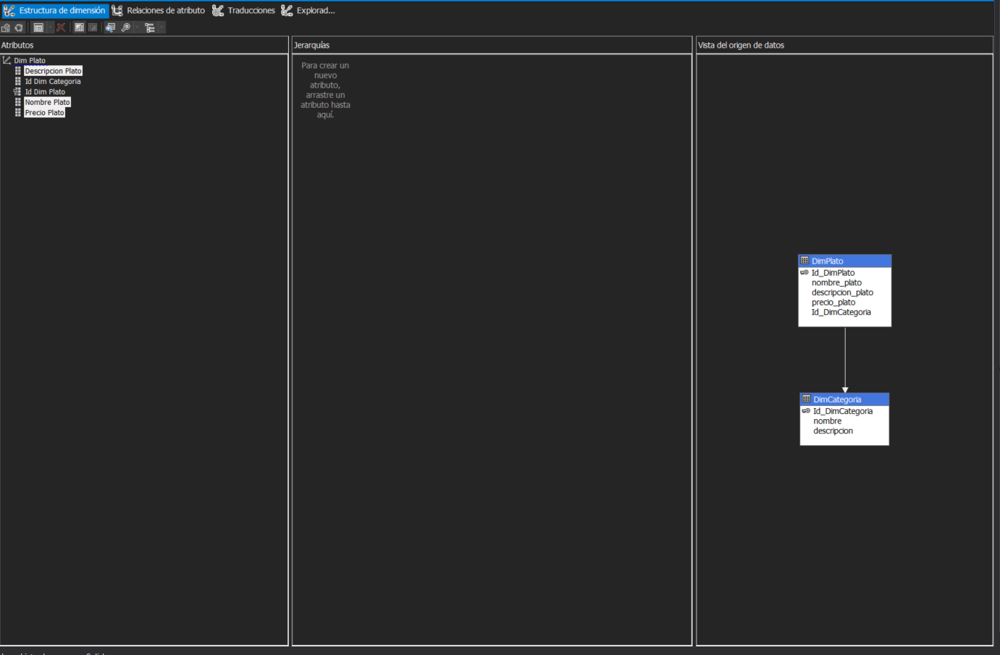 Estructura de dimensión Relaciones de atributo Traducciones Explorad...
Atributos
Dim Plato
Descripcion Plato
Id Dim Categoria
Id Dim Plato
Nombre Plato
Precio Plato
Jerarquías
Para crear un
nuevo
atributo,
arrastre un
atributo hasta
aquí.
Vista del origen de datos
DimPlato
Id_DimPlato
nombre_plato
descripcion_plato
precio_plato
Id_DimCategoria
DimCategoria
Id_DimCategoria
nombre
descripcion